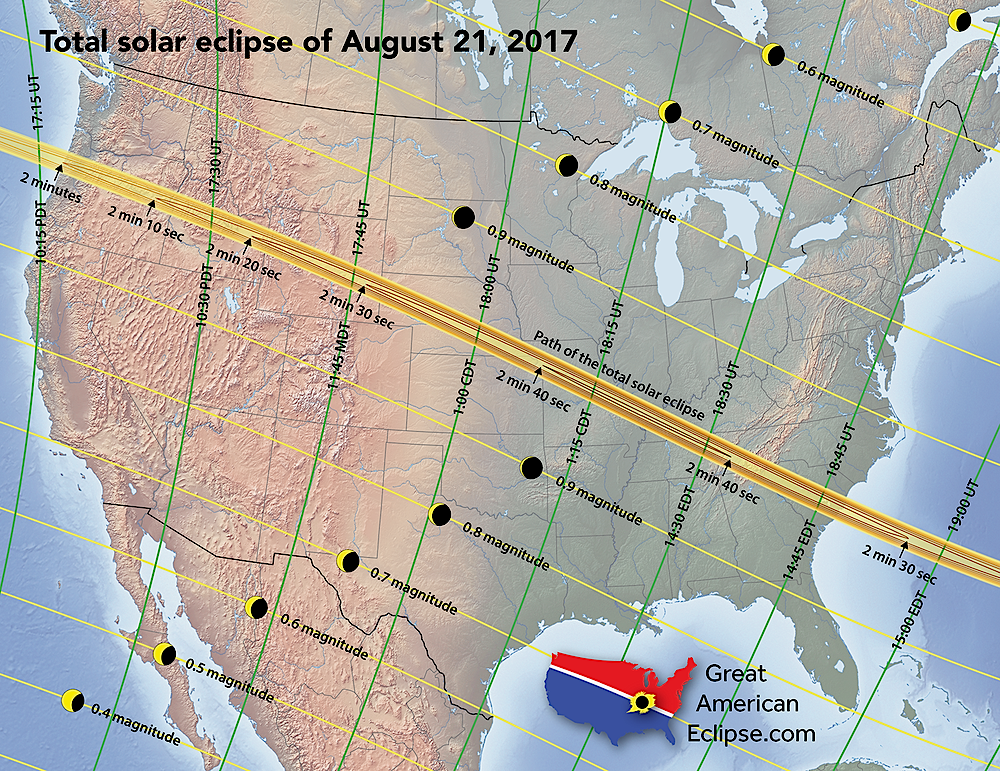 Total solar eclipse of August 21, 2017
0.6 magnitude
0.7 magnitude
0.8 magnitude
0.9 magnitude
17:15 UT
17:30 UT
17:45 UT
18:00 UT
18:15 UT
18:30 UT
18:45 UT
19:00 UT
2 minutes
2 min 10 sec
2 min 20 sec
2 min 30 sec
2 min 40 sec
2 min 40 sec
2 min 30 sec
Path of the total solar eclipse
10:15 PDT
10:30 PDT
11:45 MDT
1:00 CDT
1:15 CDT
14:30 EDT
14:45 EDT
15:00 EDT
0.9 magnitude
0.8 magnitude
0.7 magnitude
0.6 magnitude
0.5 magnitude
0.4 magnitude
Great
American
Eclipse.com